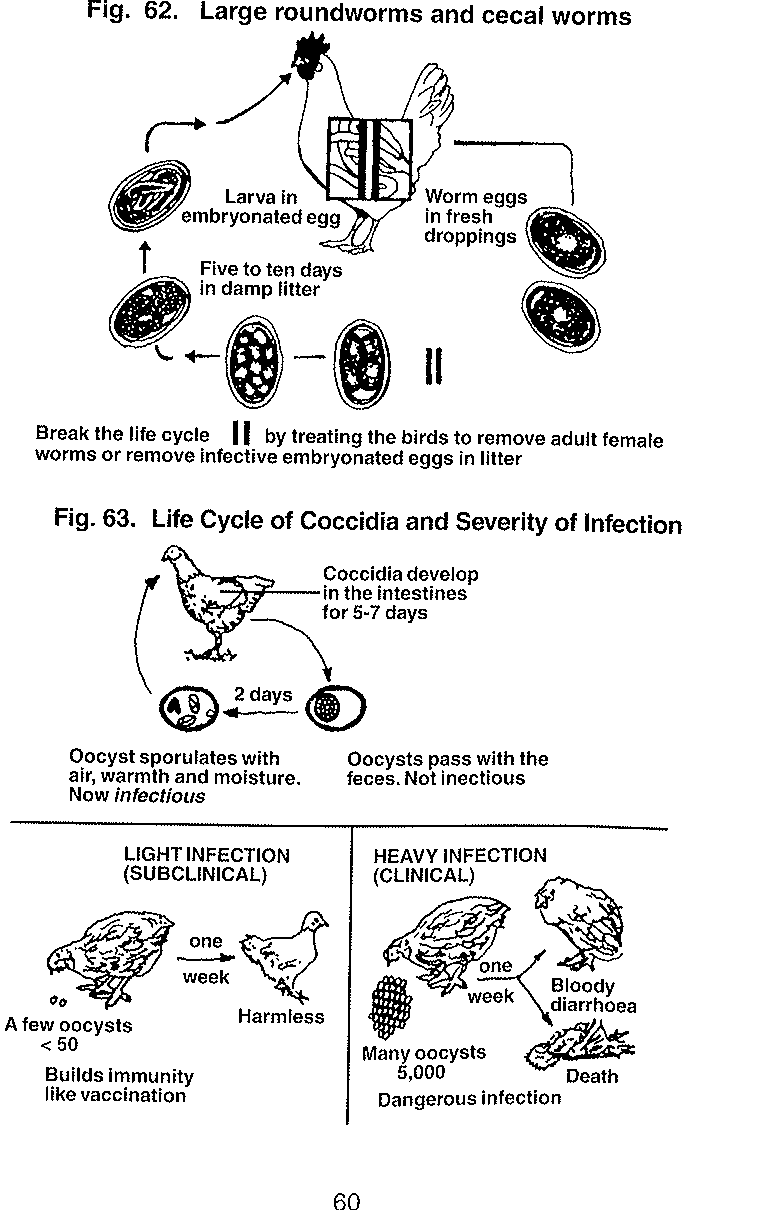 Fig. 62. Large roundworms and cecal worms
Larva in
embryonated egg
Worm eggs
in fresh
droppings
Five to ten days
in damp litter
Break the life cycle || by treating the birds to remove adult female
worms or remove infective embryonated eggs in litter
Fig. 63. Life Cycle of Coccidia and Severity of Infection
Coccidia develop
in the intestines
for 5-7 days
2 days
Oocyst sporulates with
air, warmth and moisture.
Now infectious
Oocysts pass with the
feces. Not inectious
LIGHT INFECTION
(SUBCLINICAL)
one
week
Harmless
A few oocysts
< 50
Builds immunity
like vaccination
HEAVY INFECTION
(CLINICAL)
one
week
Bloody
diarrhoea
Many oocysts
5,000
Death
Dangerous infection
60